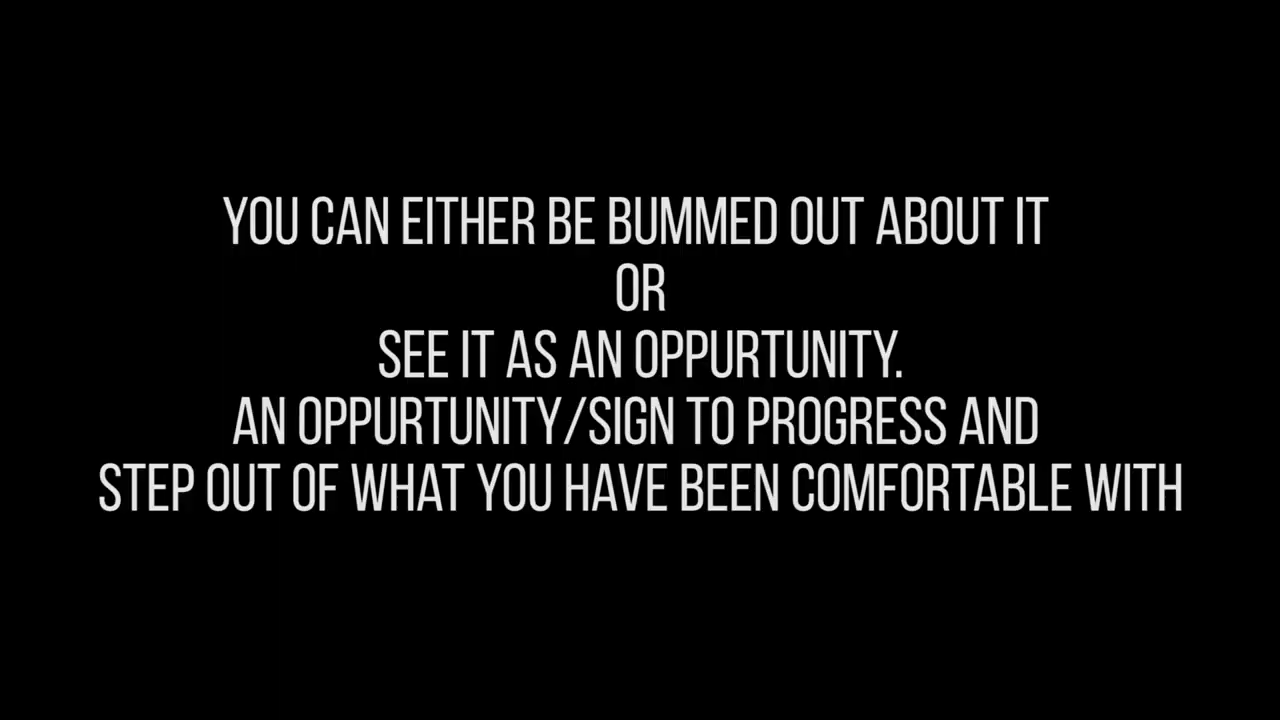 YOU CAN EITHER BE BUMMED OUT ABOUT IT
OR
SEE IT AS AN OPPURTUNITY.
AN OPPURTUNITY/SIGN TO PROGRESS AND
STEP OUT OF WHAT YOU HAVE BEEN COMFORTABLE WITH